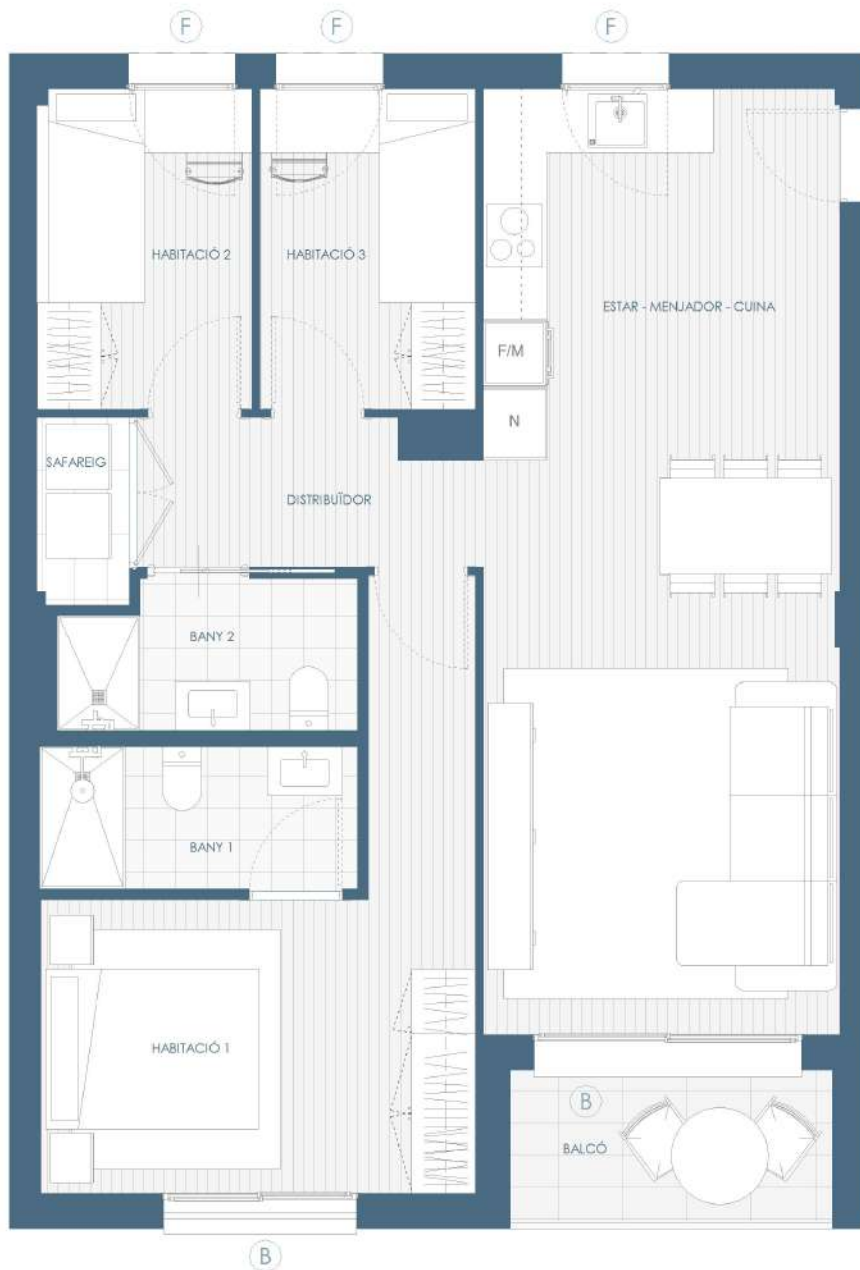 F
F
F
HABITACIÓ 2
HABITACIÓ 3
ESTAR - MENJADOR - CUINA
F/M
N
SAFAREIG
DISTRIBUÏDOR
BANY 2
BANY 1
HABITACIÓ 1
B
BALCÓ
B